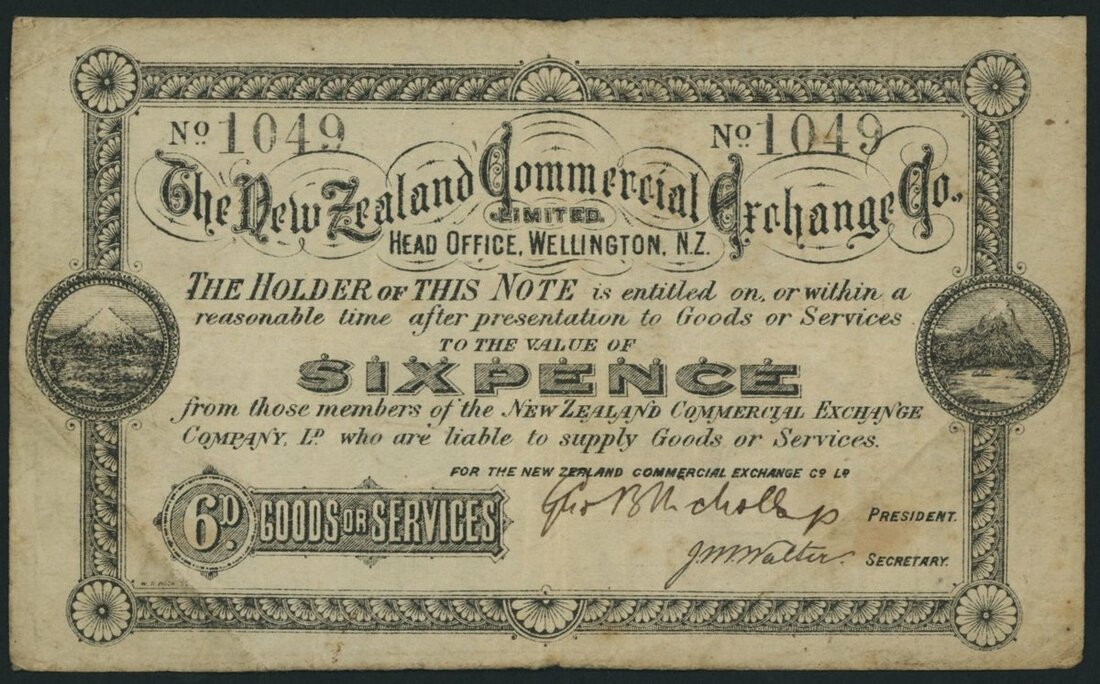 No. 1049 No. 1049
The New Zealand Commercial Exchange Co.,
LIMITED.
HEAD OFFICE, WELLINGTON, N.Z.
THE HOLDER OF THIS NOTE is entitled on, or within a
reasonable time after presentation to Goods or Services
TO THE VALUE OF
SIXPENCE
from those members of the NEW ZEALAND COMMERCIAL EXCHANGE
COMPANY, LD who are liable to supply Goods or Services.
FOR THE NEW ZEALAND COMMERCIAL EXCHANGE CO LD
6D GOODS OR SERVICES
Geo B Nicholls PRESIDENT.
J.M. Walter. SECRETARY.